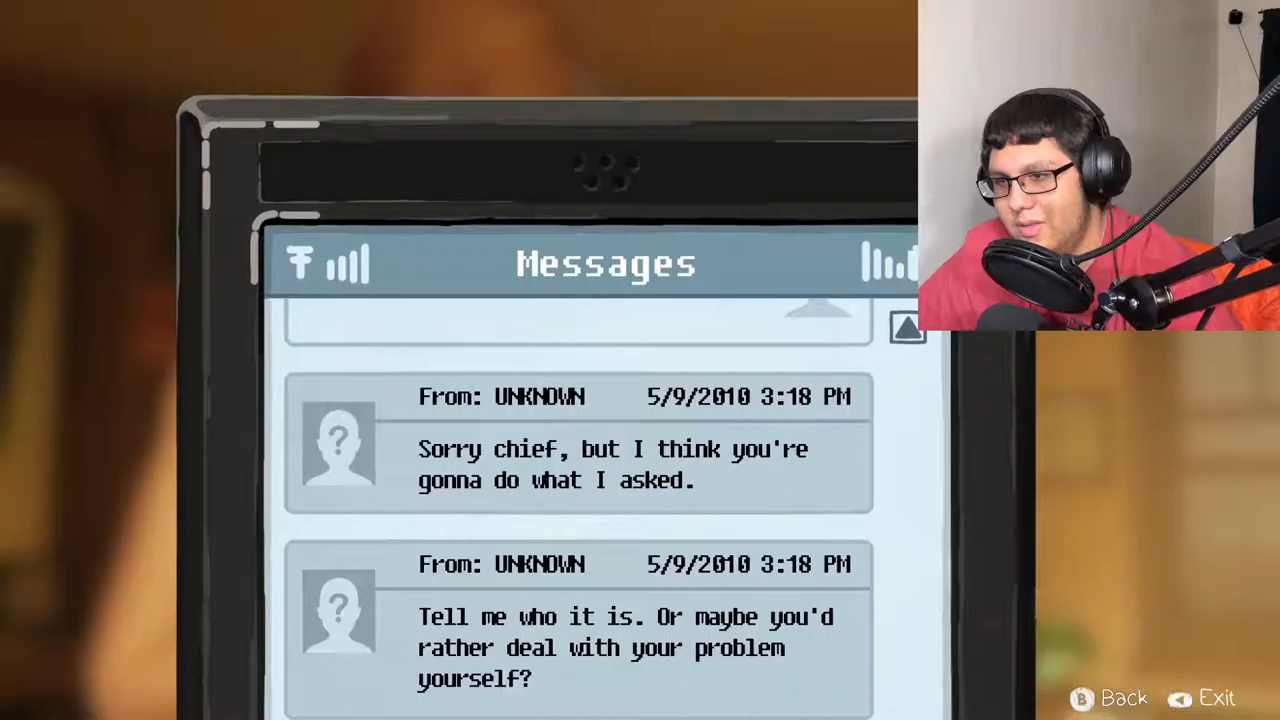 Messages
From: UNKNOWN 5/9/2010 3:18 PM
Sorry chief, but I think you're
gonna do what I asked.
From: UNKNOWN 5/9/2010 3:18 PM
Tell me who it is. Or maybe you'd
rather deal with your problem
yourself?
B Back Exit